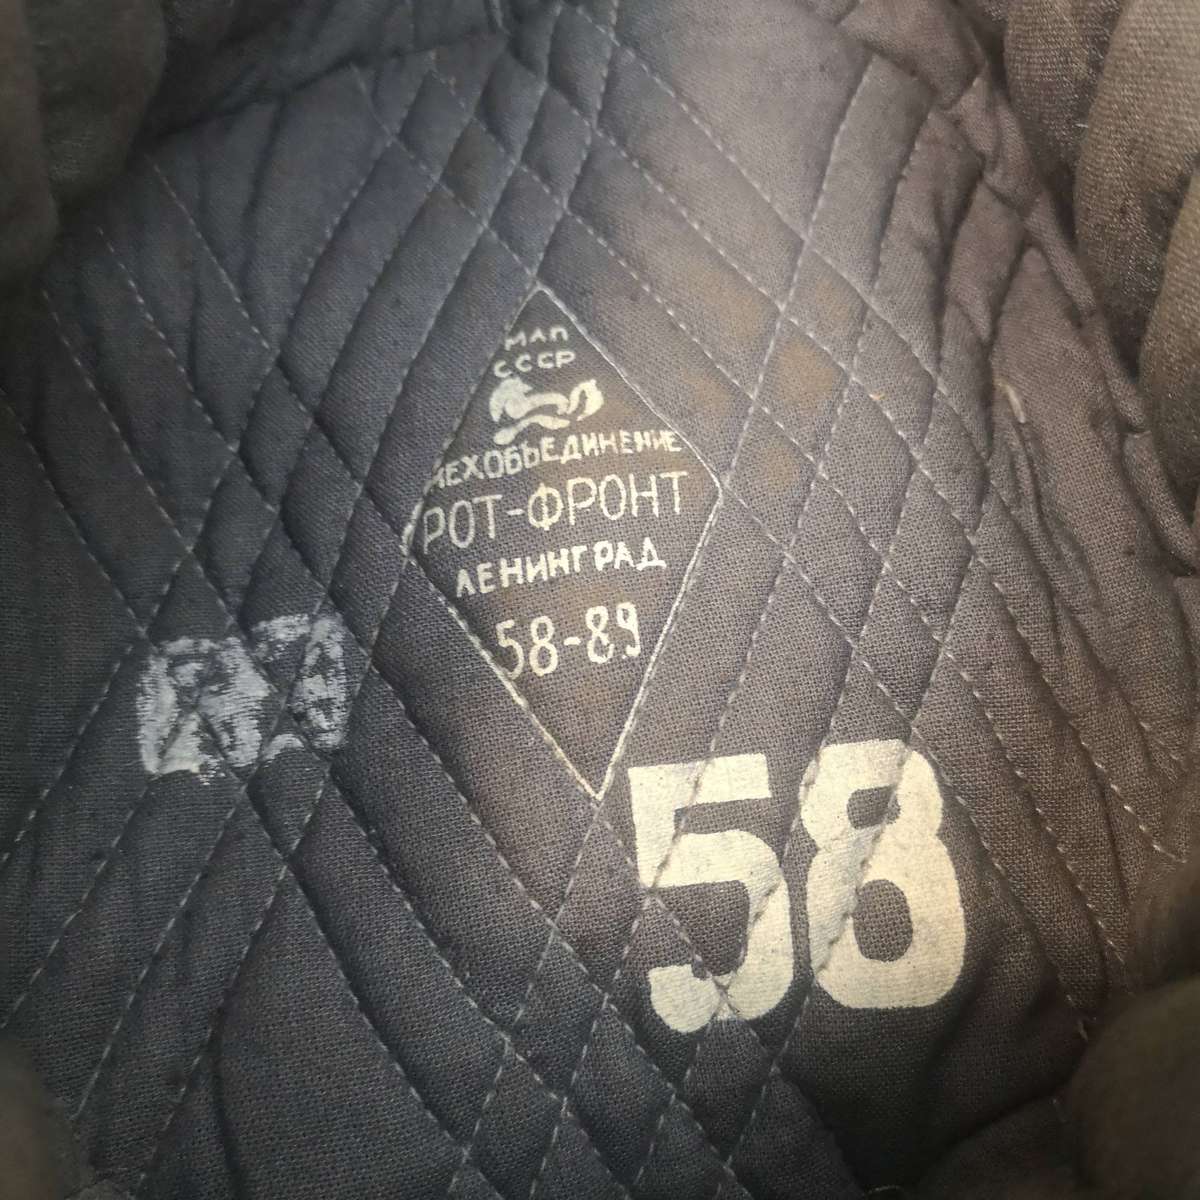 МЛП
СССР
МЕХОБЪЕДИНЕНИЕ
РОТ-ФРОНТ
ЛЕНИНГРАД
58-89
58